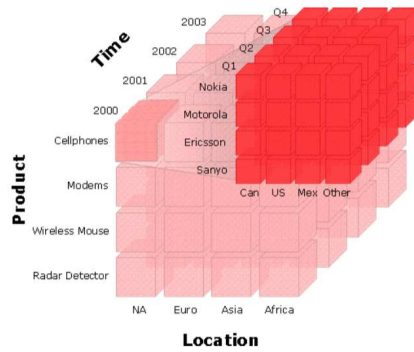 Time
2003
2002
2001
2000
Q4
Q3
Q2
Q1
Nokia
Motorola
Ericsson
Sanyo
Can US Mex Other
Product
Cellphones
Modems
Wireless Mouse
Radar Detector
NA Euro Asia Africa
Location